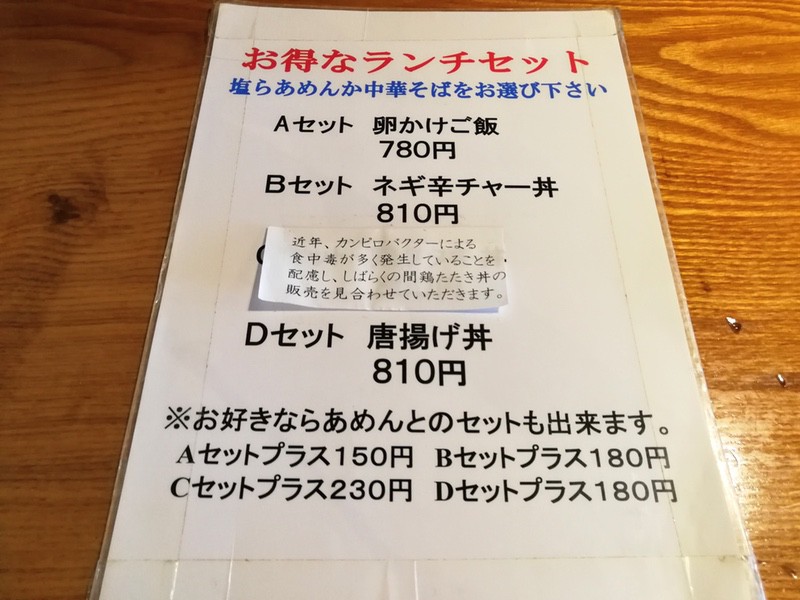 お得なランチセット
塩らあめんか中華そばをお選び下さい
Aセット 卵かけご飯
780円
Bセット ネギ辛チャー丼
810円
近年、カンピロバクターによる
食中毒が多く発生していることを、
配慮し、しばらくの間鶏たたき丼の
販売を見合わせていただきます。
Dセット 唐揚げ丼
810円
※お好きならあめんとのセットも出来ます。
Aセットプラス150円 Bセットプラス180円
Cセットプラス230円 Dセットプラス180円